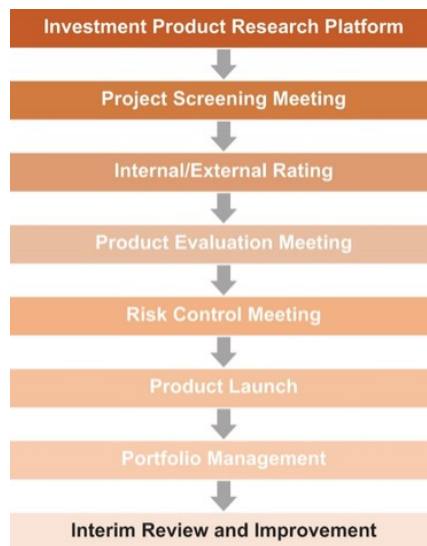 Investment Product Research Platform
Project Screening Meeting
Internal/External Rating
Product Evaluation Meeting
Risk Control Meeting
Product Launch
Portfolio Management
Interim Review and Improvement